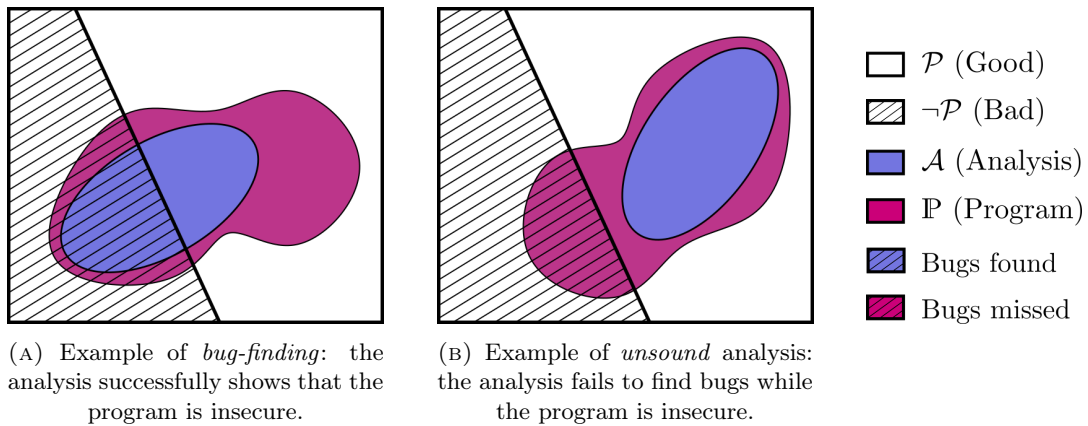 (A) Example of bug-finding: the
analysis successfully shows that the
program is insecure.
(B) Example of unsound analysis:
the analysis fails to find bugs while
the program is insecure.
𝒫 (Good)
¬𝒫 (Bad)
𝒜 (Analysis)
ℙ (Program)
Bugs found
Bugs missed